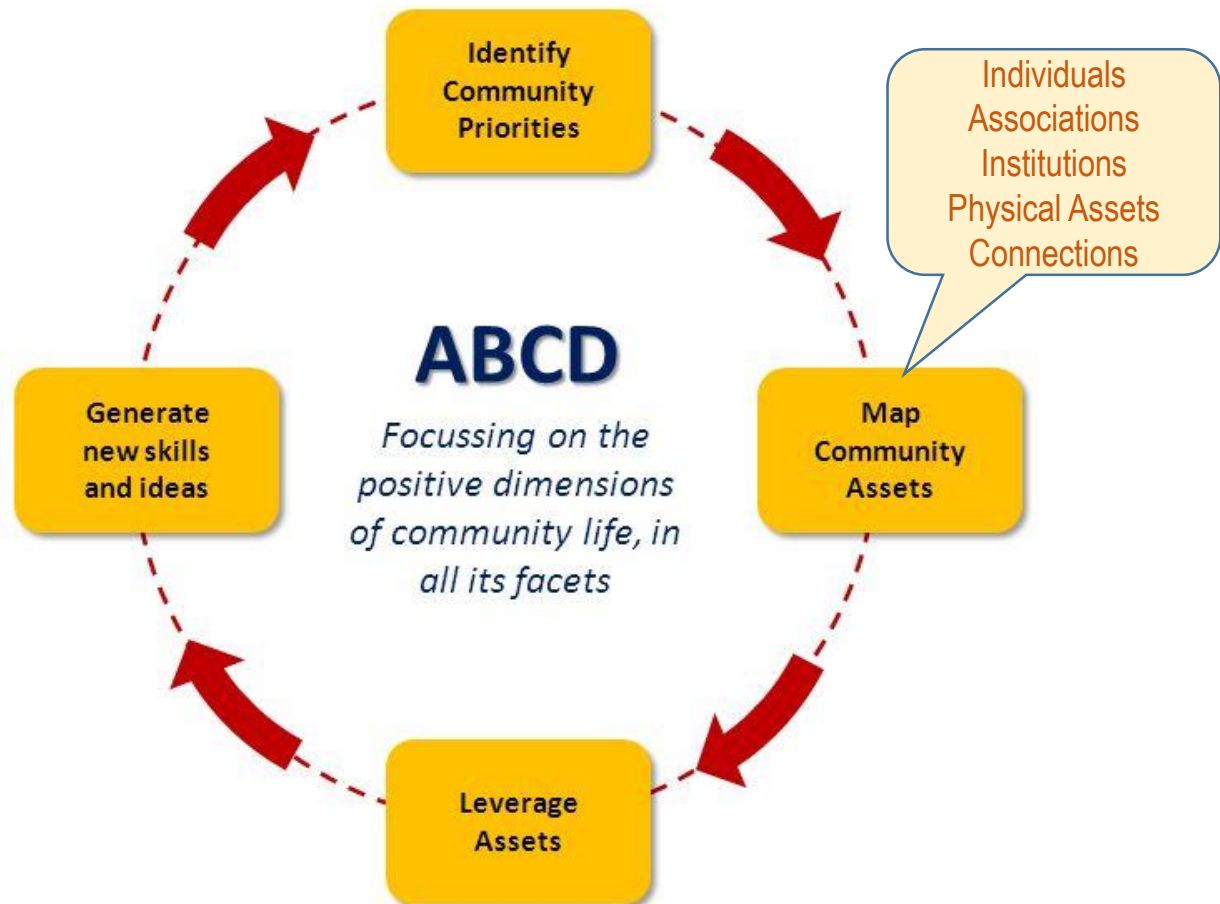 Identify
Community
Priorities
Individuals
Associations
Institutions
Physical Assets
Connections
ABCD
Focussing on the
positive dimensions
of community life, in
all its facets
Generate
new skills
and ideas
Map
Community
Assets
Leverage
Assets